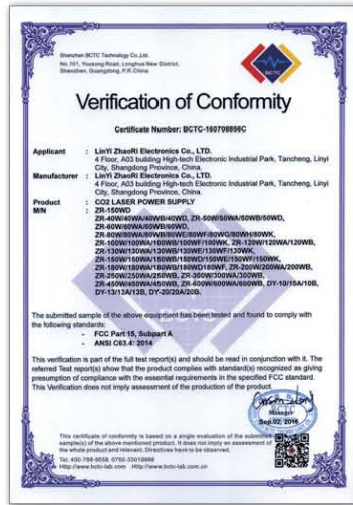 Shenzhen BCTC Technology Co.,Ltd.
No.101, Yousong Road, Longhua New District,
Shenzhen, Guangdong, P.R.China
BCTC
Verification of Conformity
Certificate Number: BCTC-160708856C
Applicant : LinYi ZhaoRi Electronics Co., LTD.
4 Floor, A03 building High-tech Electronic Industrial Park, Tancheng, Linyi
City, Shangdong Province, China.
Manufacturer : LinYi ZhaoRi Electronics Co., LTD.
4 Floor, A03 building High-tech Electronic Industrial Park, Tancheng, Linyi
City, Shangdong Province, China.
Product : CO2 LASER POWER SUPPLY
M/N : ZR-150WD
ZR-40W/40WA/40WB/40WD, ZR-50W/50WA/50WB/50WD,
ZR-60W/60WA/60WB/60WD,
ZR-80W/80WA/80WB/80WE/80WF/80WG/80WH/80WK,
ZR-100W/100WA/100WB/100WF/100WK, ZR-120W/120WA/120WB,
ZR-130W/130WA/130WB/130WE/130WF/130WK,
ZR-150W/150WA/150WB/150WD/150WE/150WF/150WK,
ZR-180W/180WA/180WB/180WD/180WF, ZR-200W/200WA/200WB,
ZR-250W/250WA/250WB, ZR-300W/300WA/300WB,
ZR-450W/450WA/450WB, ZR-600W/600WA/600WB, DY-10/10A/10B,
DY-13/13A/13B, DY-20/20A/20B.
The submitted sample of the above equipment has been tested and found to comply with
the following standards:
- FCC Part 15, Subpart A
- ANSI C63.4: 2014
This verification is part of the full test report(s) and should be read in conjunction with it. The
referred Test report(s) show that the product complies with standard(s) recognized as giving
presumption of compliance with the essential requirements in the specified FCC standard.
This Verification does not imply assessment of the production of the product.
Manager
Sep.02, 2016
This certificate of conformity is based on a single evaluation of the submitted
sample(s) of the above mentioned product. It does not imply an assessment of
the whole product and relevant. Directives have to be observed.
Tel: 400-788-9558 0755-33019988
Http://www.bctc-lab.com Http://www.bctc-lab.com.cn